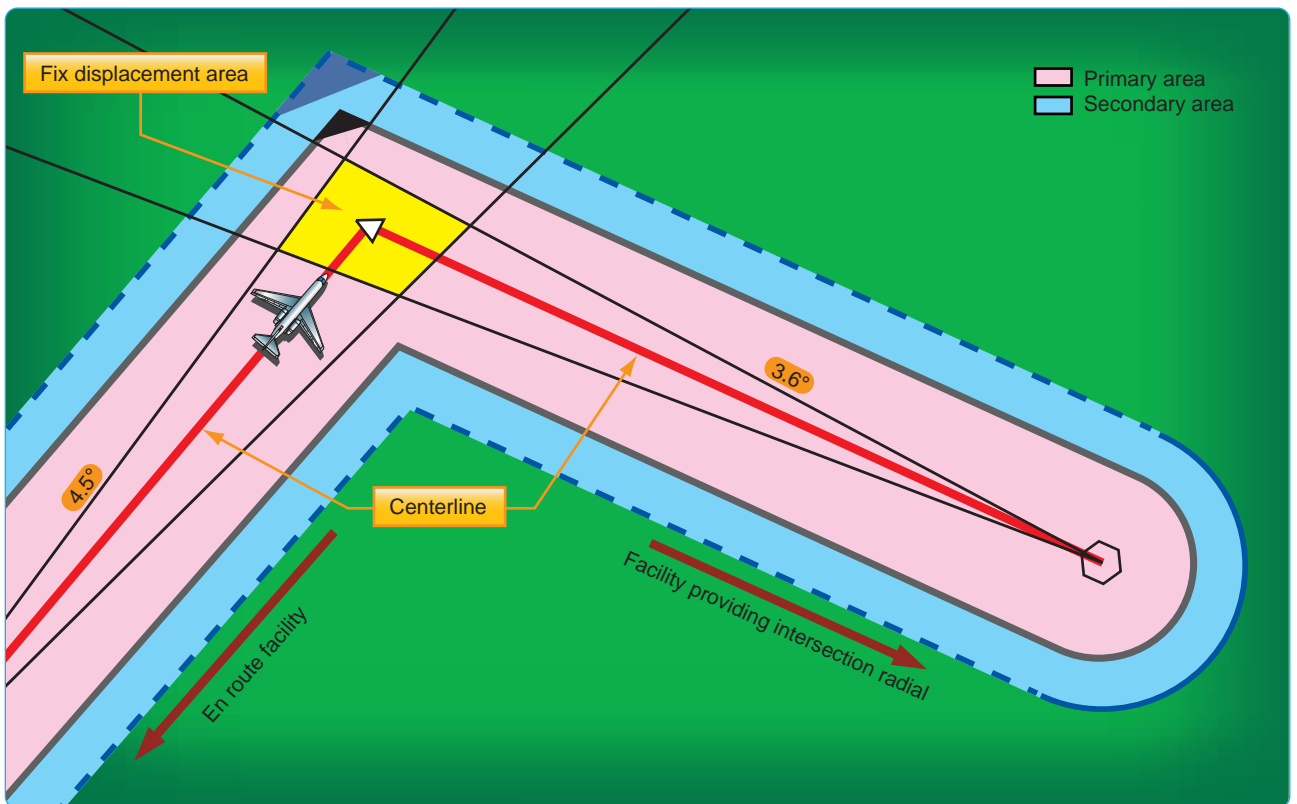 Fix displacement area
Primary area
Secondary area
3.6°
4.5°
Centerline
Facility providing intersection radial
En route facility